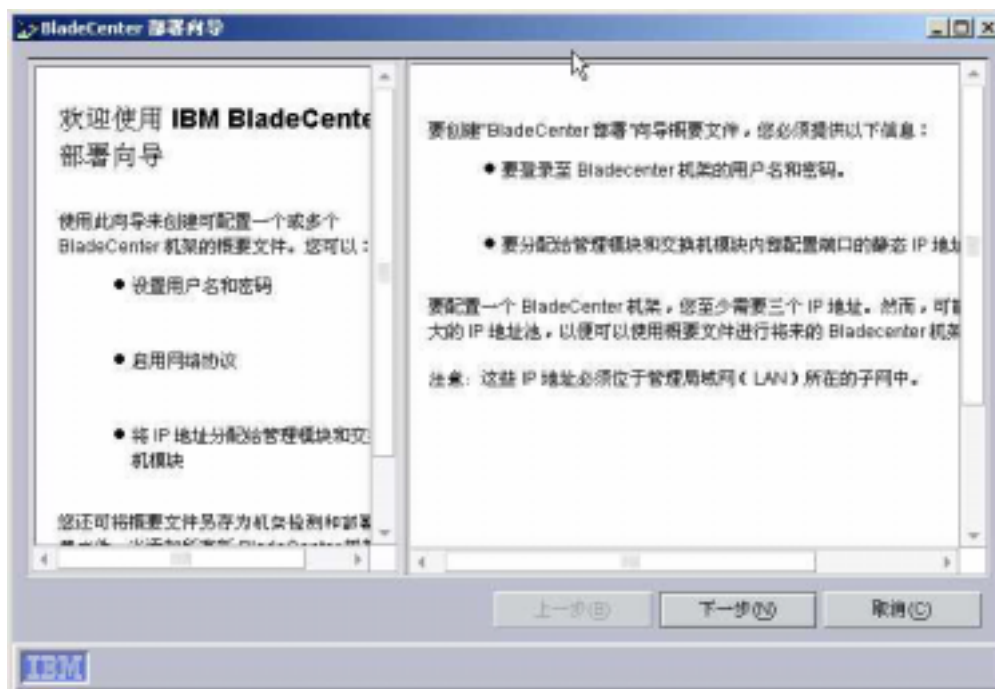 BladeCenter 部署向导
欢迎使用 IBM BladeCente
部署向导
使用此向导来创建可配置一个或多个
BladeCenter 机架的概要文件。您可以：
● 设置用户名和密码
● 启用网络协议
● 将 IP 地址分配给管理模块和交
机模块
您还可将概要文件另存为机架检测和部署
要创建“BladeCenter 部署”向导概要文件，您必须提供以下信息：
● 要登录至 Bladecenter 机架的用户名和密码。
● 要分配给管理模块和交换机模块内部配置端口的静态 IP 地址
要配置一个 BladeCenter 机架，您至少需要三个 IP 地址。然而，可能
大的 IP 地址池，以便可以使用概要文件进行将来的 Bladecenter 机架
注意：这些 IP 地址必须位于管理局域网（LAN）所在的子网中。
上一步(B)
下一步(N)
取消(C)
IBM